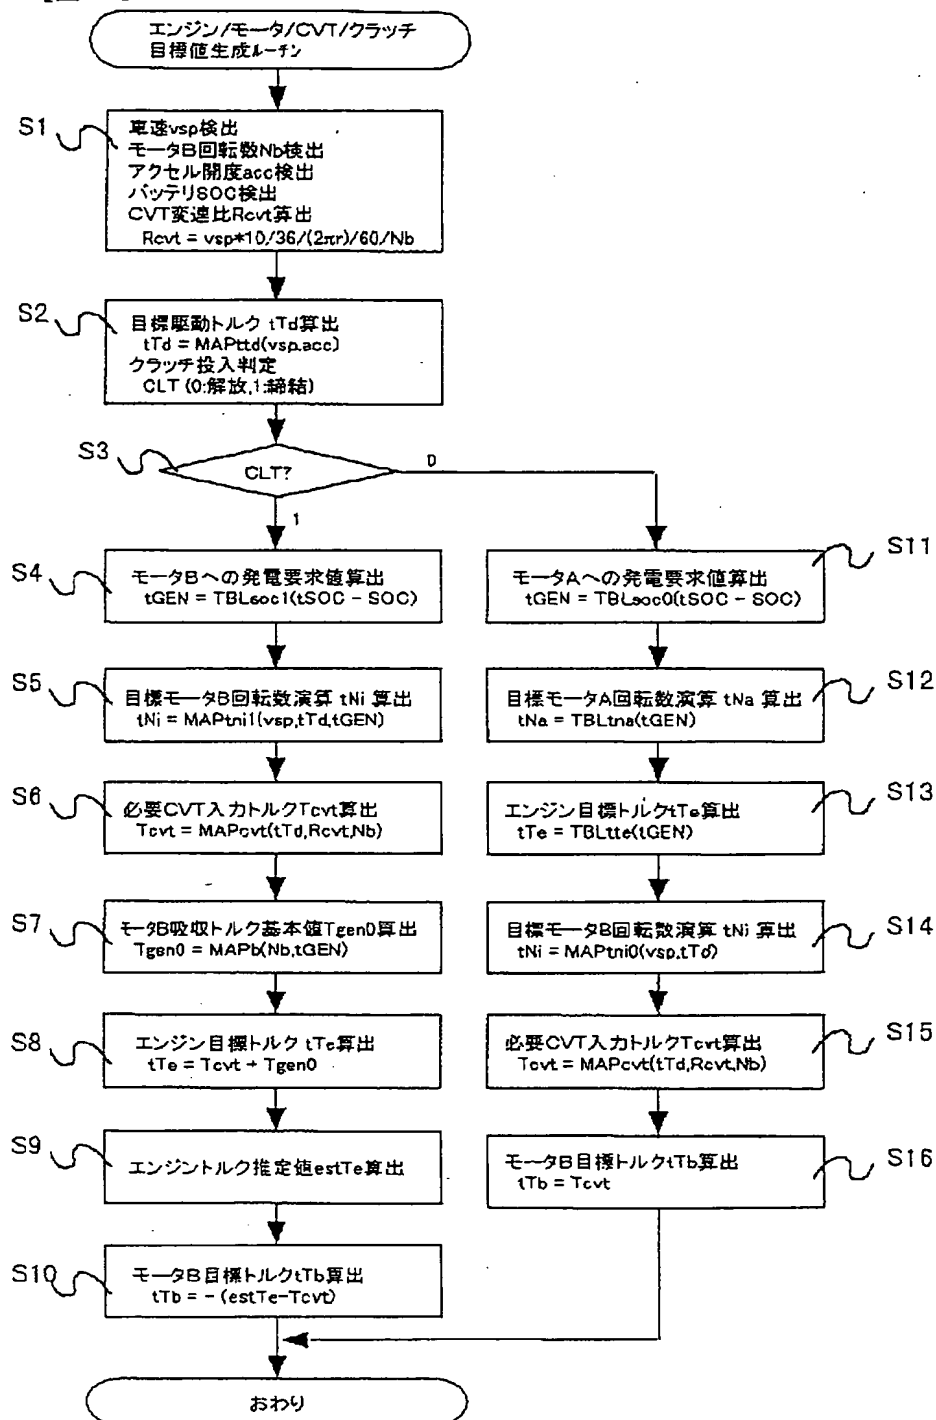 エンジン/モータ/CVT/クラッチ
目標値生成ルーチン
S1
車速vsp検出
モータB回転数Nb検出
アクセル開度acc検出
バッテリSOC検出
CVT変速比Rcvt算出
Rcvt = vsp*10/36/(2πr)/60/Nb
S2
目標駆動トルク tTd算出
tTd = MAPttd(vsp,acc)
クラッチ投入判定
CLT (0:解放,1:締結)
S3
CLT?
0
1
S4
モータBへの発電要求値算出
tGEN = TBLsoc1(tSOC - SOC)
S5
目標モータB回転数演算 tNi 算出
tNi = MAPtni1(vsp,tTd,tGEN)
S6
必要CVT入力トルクTcvt算出
Tcvt = MAPcvt(tTd,Rcvt,Nb)
S7
モータB吸収トルク基本値Tgen0算出
Tgen0 = MAPb(Nb,tGEN)
S8
エンジン目標トルク tTe算出
tTe = Tcvt + Tgen0
S9
エンジントルク推定値estTe算出
S10
モータB目標トルクtTb算出
tTb = - (estTe-Tcvt)
S11
モータAへの発電要求値算出
tGEN = TBLsoc0(tSOC - SOC)
S12
目標モータA回転数演算 tNa 算出
tNa = TBLtna(tGEN)
S13
エンジン目標トルクtTe算出
tTe = TBLtte(tGEN)
S14
目標モータB回転数演算 tNi 算出
tNi = MAPtni0(vsp,tTd)
S15
必要CVT入力トルクTcvt算出
Tcvt = MAPcvt(tTd,Rcvt,Nb)
S16
モータB目標トルクtTb算出
tTb = Tcvt
おわり